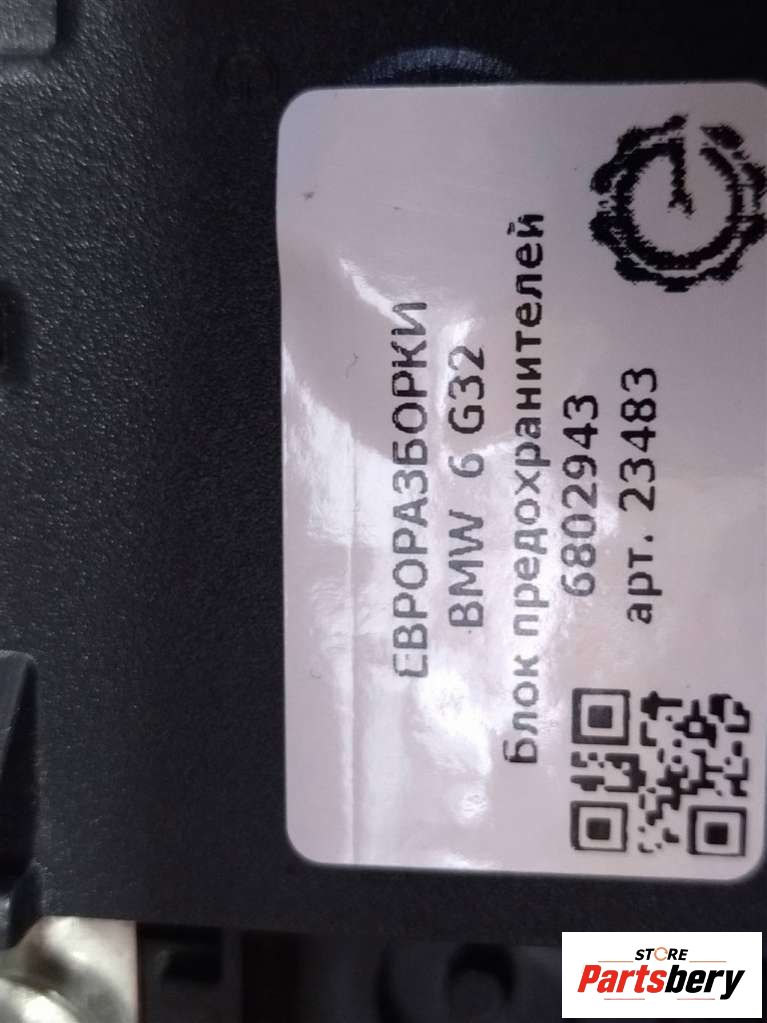 ЕВРОРАЗБОРКИ
BMW 6 G32
блок предохранителей
6802943
арт. 23483
STORE
Partsbery